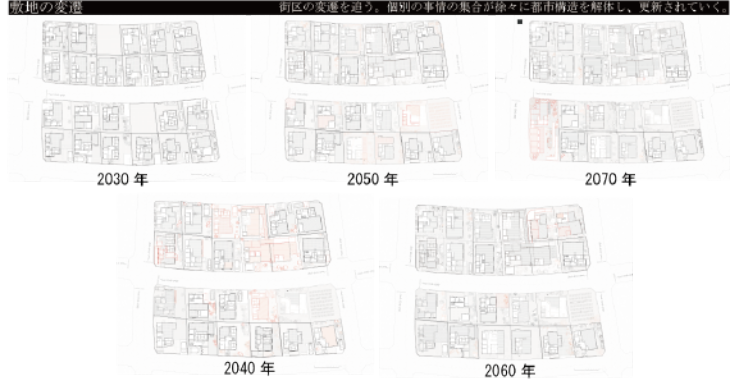 敷地の変遷
街区の変遷を追う。個別の事情の集合が徐々に都市構造を解体し、更新されていく。
2030 年
2050 年
2070 年
2040 年
2060 年